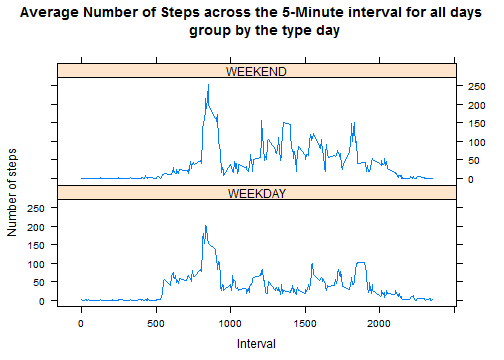 Average Number of Steps across the 5-Minute interval for all days
group by the type day
WEEKEND
250
200
150
100
50
0
WEEKDAY
250
200
150
100
50
0
Number of steps
0 500 1000 1500 2000
Interval